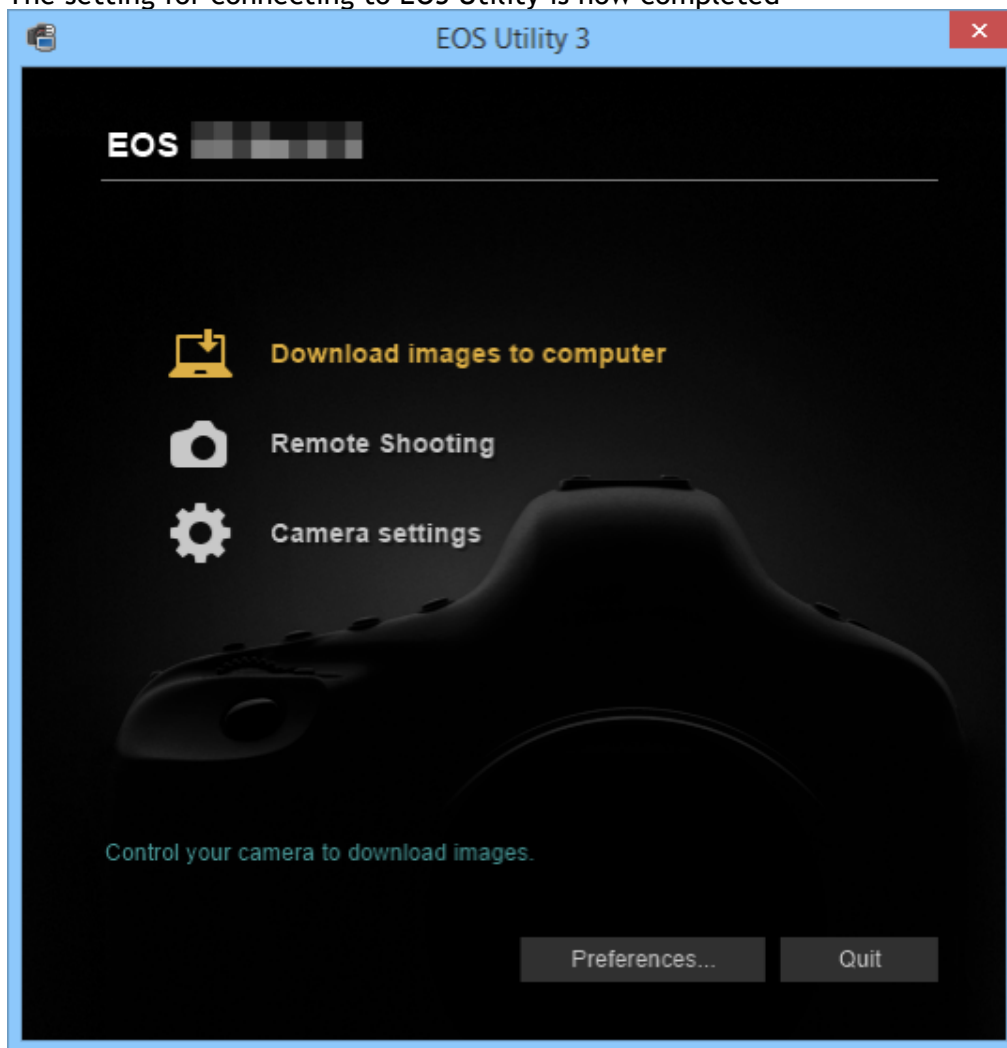 The setting for connecting to EOS Utility is now completed
EOS Utility 3
EOS
Download images to computer
Remote Shooting
Camera settings
Control your camera to download images.
Preferences...
Quit